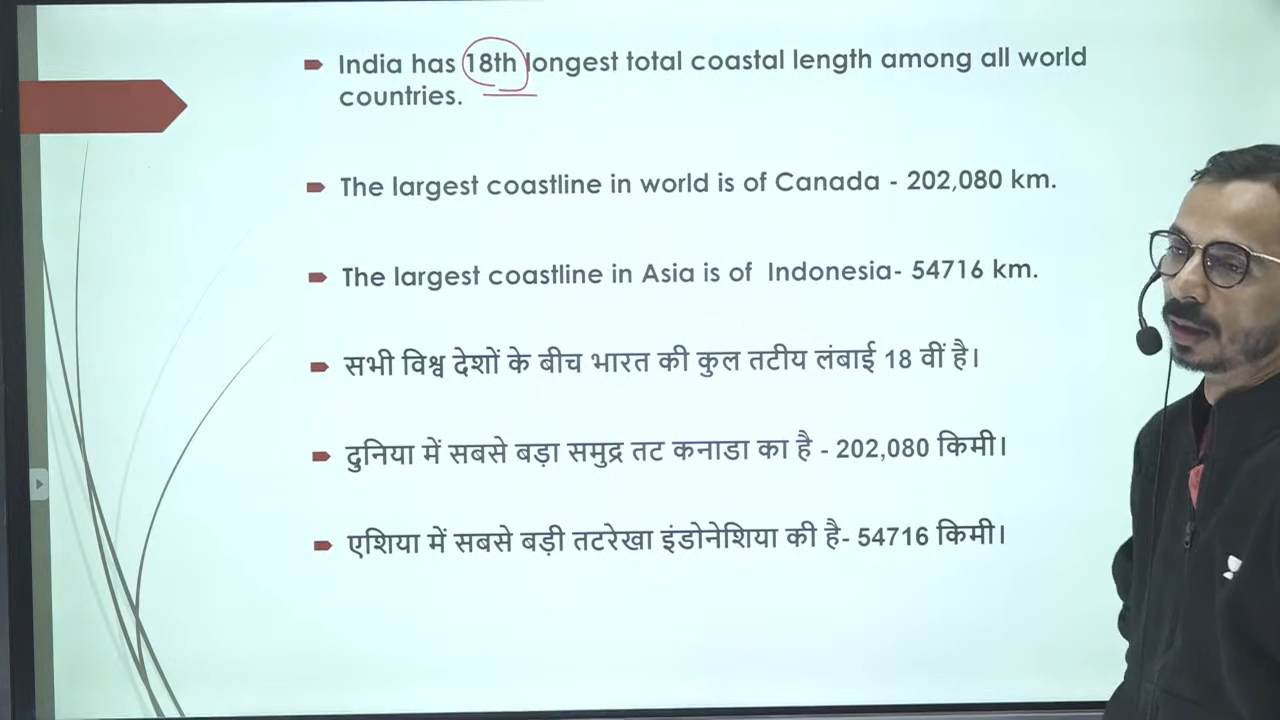 India has 18th longest total coastal length among all world
countries.
The largest coastline in world is of Canada - 202,080 km.
The largest coastline in Asia is of Indonesia- 54716 km.
सभी विश्व देशों के बीच भारत की कुल तटीय लंबाई 18 वीं है।
दुनिया में सबसे बड़ा समुद्र तट कनाडा का है - 202,080 किमी।
एशिया में सबसे बड़ी तटरेखा इंडोनेशिया की है- 54716 किमी।